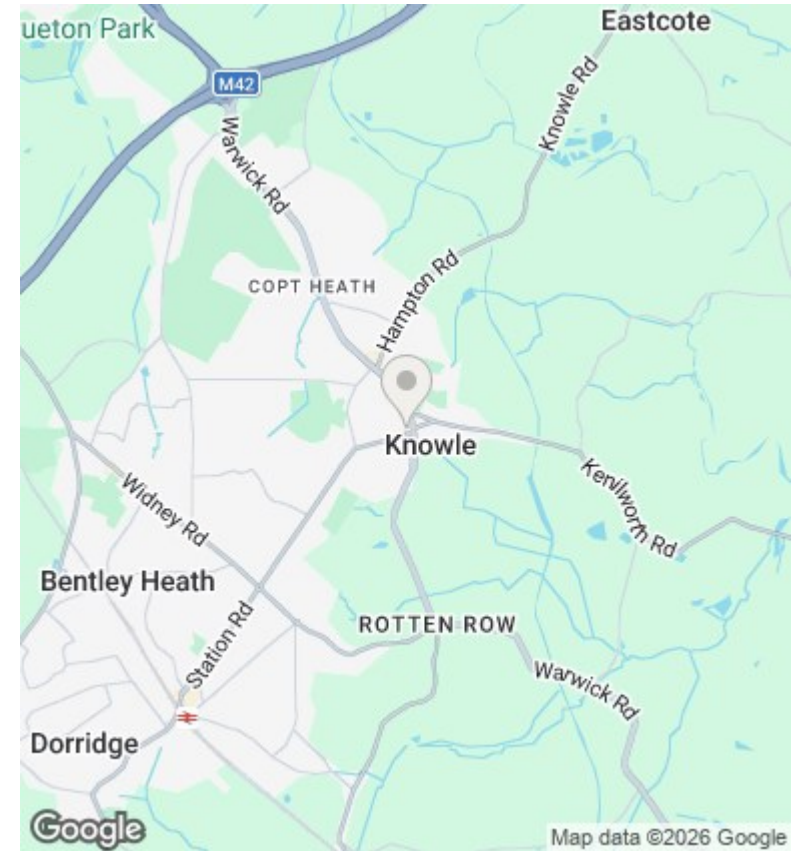 ueton Park
Eastcote
M42
Knowle Rd
Warwick Rd
Hampton Rd
COPT HEATH
Knowle
Kenilworth Rd
Widney Rd
Bentley Heath
Station Rd
ROTTEN ROW
Warwick Rd
Dorridge
Google
Map data ©2026 Google